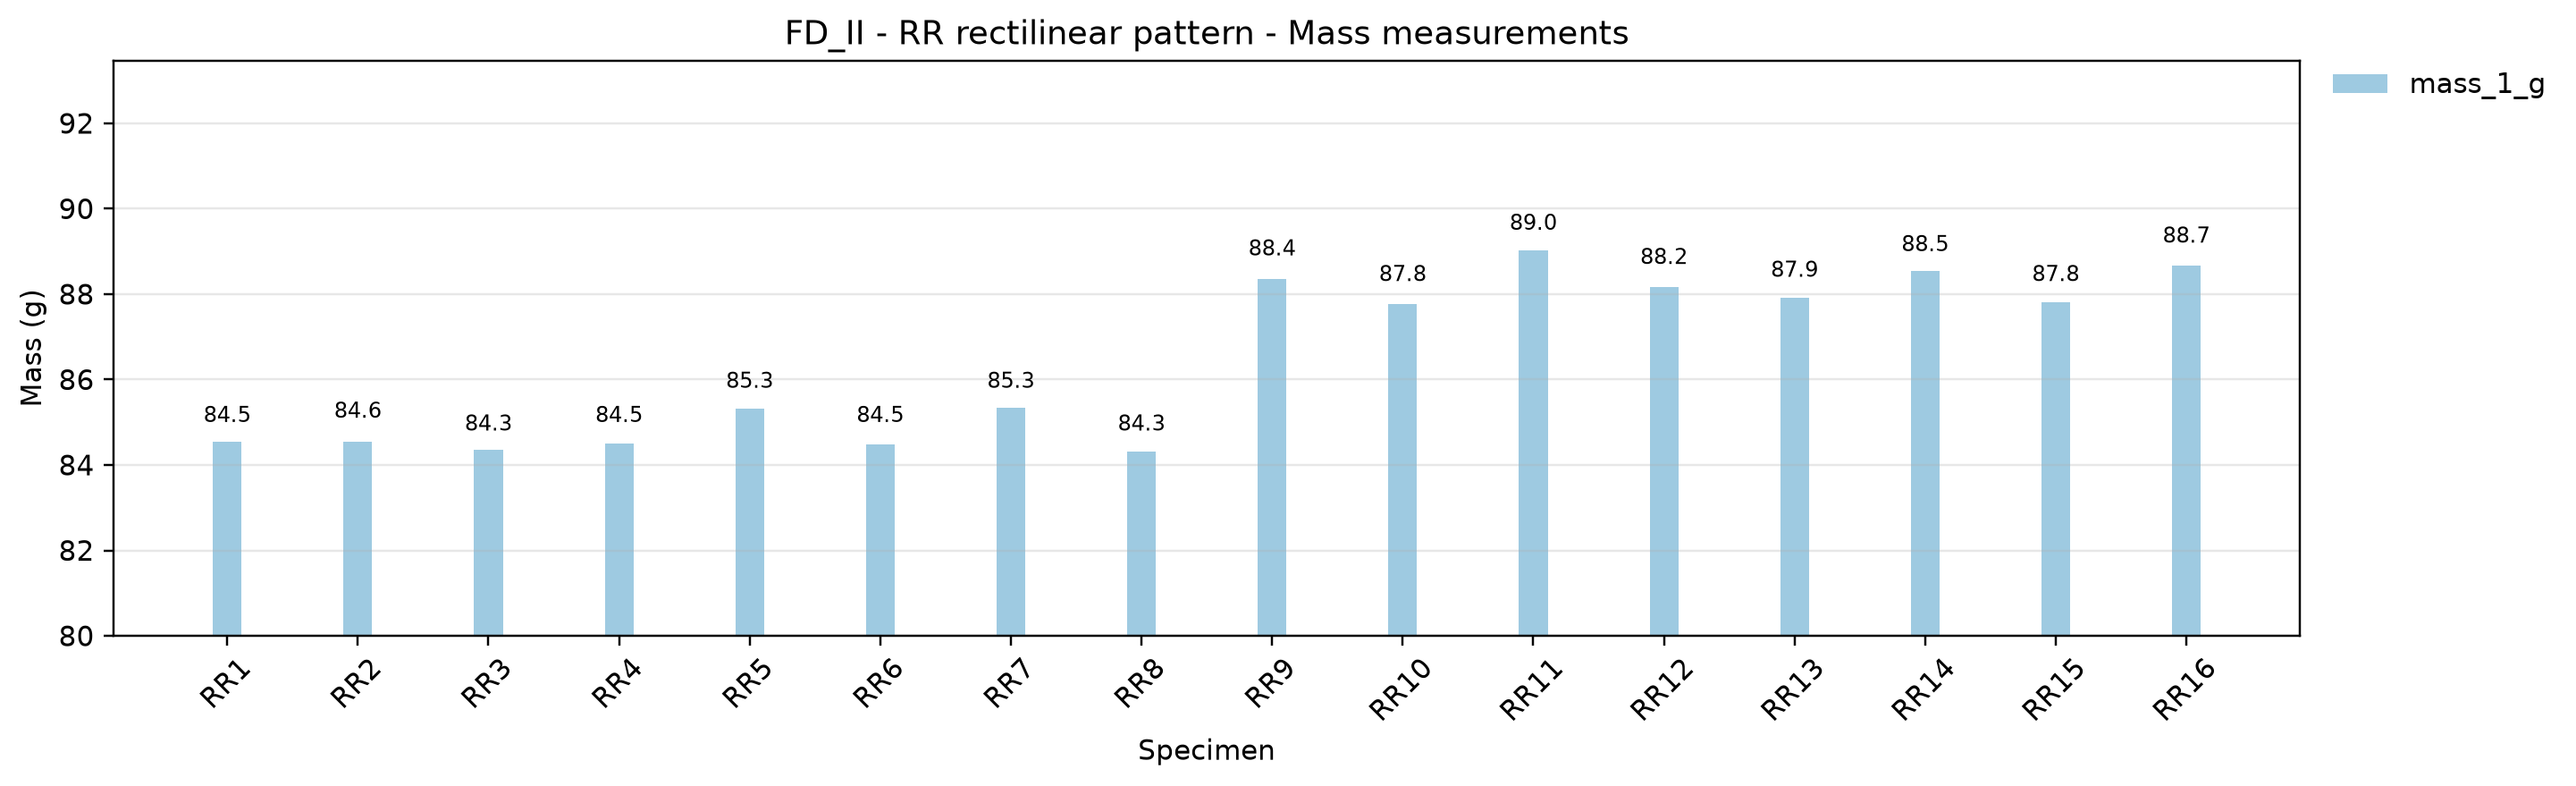 FD_II - RR rectilinear pattern - Mass measurements
mass_1_g
Mass (g)
92
90
88
86
84
82
80
84.5
84.6
84.3
84.5
85.3
84.5
85.3
84.3
88.4
87.8
89.0
88.2
87.9
88.5
87.8
88.7
RR1
RR2
RR3
RR4
RR5
RR6
RR7
RR8
RR9
RR10
RR11
RR12
RR13
RR14
RR15
RR16
Specimen